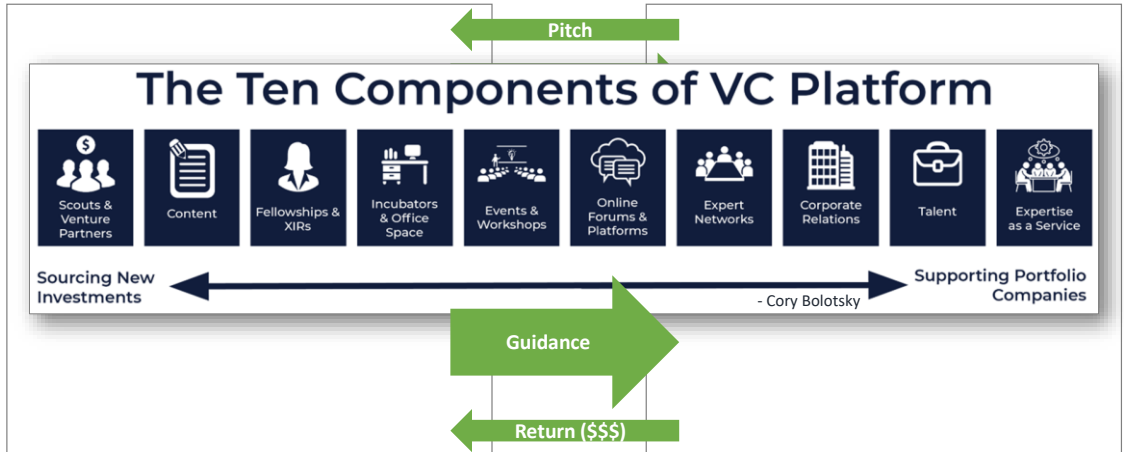 Pitch
The Ten Components of VC Platform
$
Scouts &
Venture
Partners
Content
Fellowships &
XIRs
Incubators
& Office
Space
Events &
Workshops
Online
Forums &
Platforms
Expert
Networks
Corporate
Relations
Talent
Expertise
as a Service
Sourcing New
Investments
Supporting Portfolio
Companies
- Cory Bolotsky
Guidance
Return ($$$)